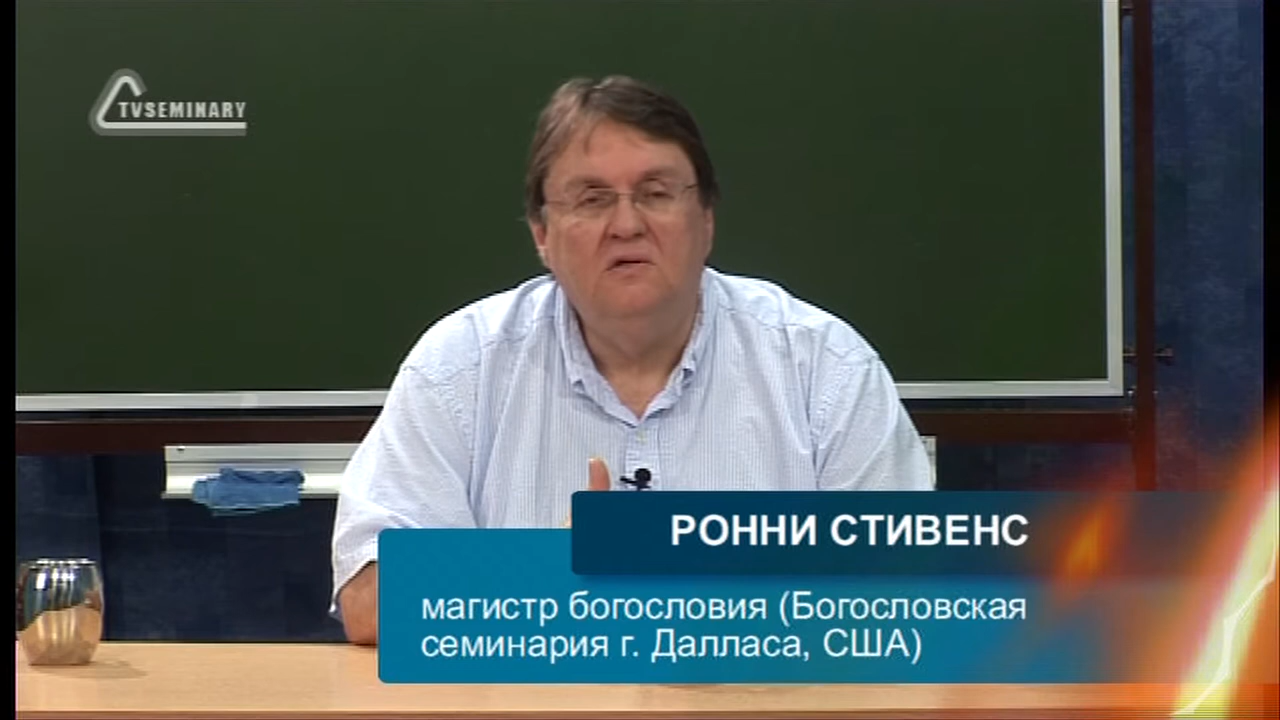 TVSEMINARY
РОННИ СТИВЕНС
магистр богословия (Богословская
семинария г. Далласа, США)